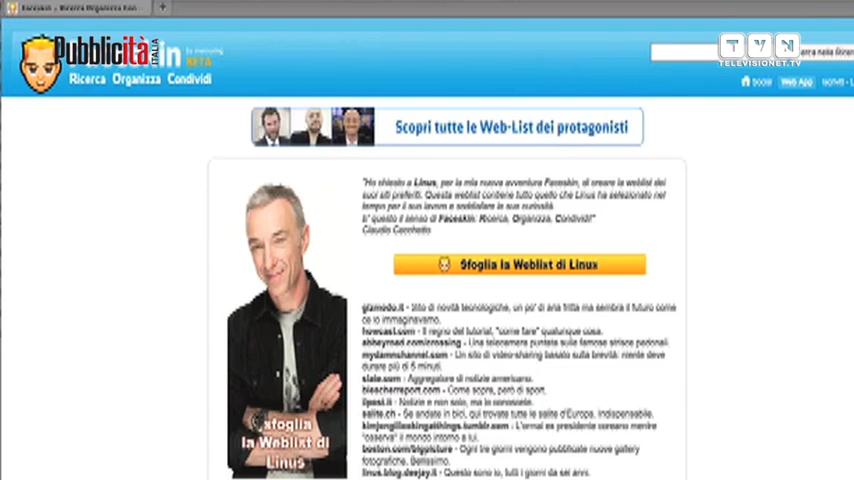 Faceskin - Ricerca Organizza Con...
Pubblicità
ITALIA
BETA
Ricerca Organizza Condividi
TVN
TELEVISIONET.TV
Social
Web App
Iscriviti
Scopri tutte le Web-List dei protagonisti
"Ho chiesto a Linus, per la mia nuova avventura Faceskin, di creare la weblist dei
suoi siti preferiti. Questa weblist contiene tutto quello che Linus ha selezionato nel
tempo per il suo lavoro e soddisfare la sua curiosità.
E' questo il senso di Faceskin: Ricerca, Organizza, Condividi!"
Claudio Cecchetto
Sfoglia la Weblist di Linus
gizmodo.it - Sito di novità tecnologiche, un po' di aria fritta ma sembra il futuro come
ce lo immaginavamo.
howcast.com - Il regno del tutorial, "come fare" qualunque cosa.
abbeyroad.com/crossing - Una telecamera puntata sulle famose strisce pedonali.
mydamnchannel.com - Un sito di video-sharing basato sulla brevità: niente deve
durare più di 5 minuti.
slate.com - Aggregatore di notizie americano.
bleacherreport.com - Come sopra, però di sport.
ilpost.it - Notizie e non solo, ma lo conoscete.
salite.ch - Se andate in bici, qui trovate tutte le salite d'Europa. Indispensabile.
kimjongillookingatthings.tumblr.com - L'ormai ex presidente coreano mentre
"osserva" il mondo intorno a lui.
boston.com/bigpicture - Ogni tre giorni vengono pubblicate nuove gallery
fotografiche. Bellissimo.
linus.blog.deejay.it - Questo sono io, tutti i giorni da sei anni.
sfoglia
la Weblist di
Linus